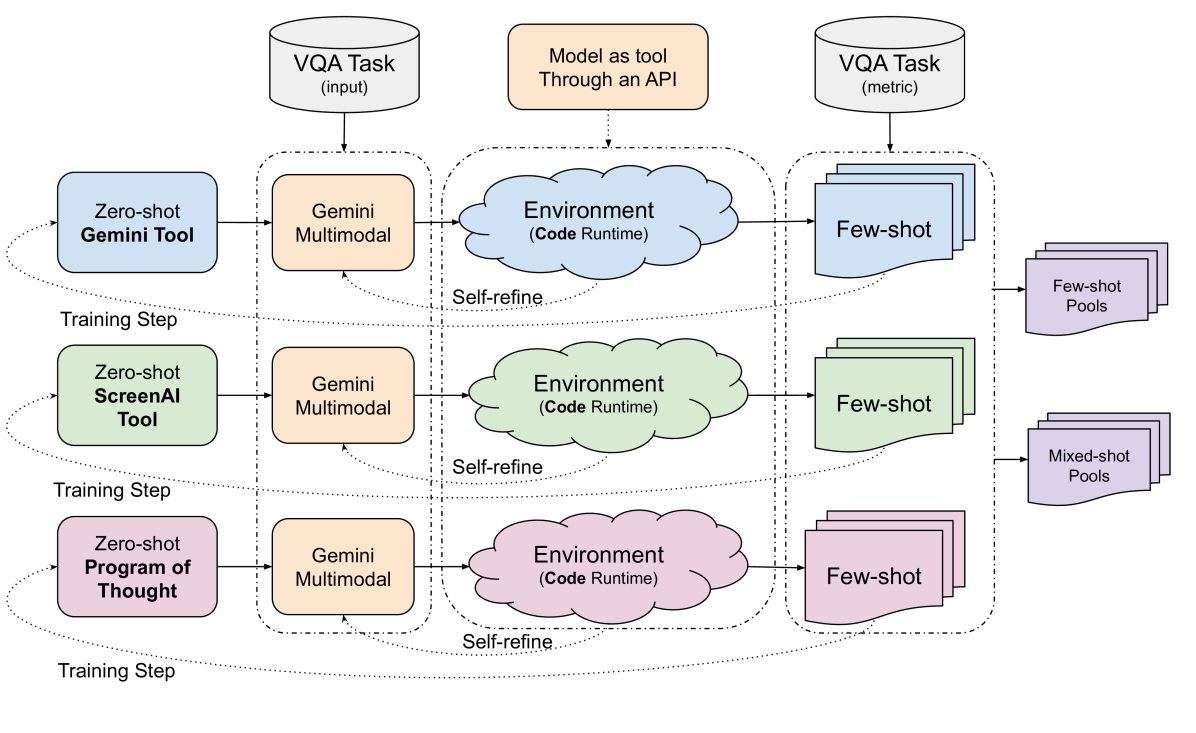 VQA Task
(input)
Model as tool
Through an API
VQA Task
(metric)
Zero-shot
Gemini Tool
Gemini
Multimodal
Environment
(Code Runtime)
Few-shot
Self-refine
Training Step
Few-shot
Pools
Zero-shot
ScreenAI
Tool
Gemini
Multimodal
Environment
(Code Runtime)
Few-shot
Self-refine
Training Step
Mixed-shot
Pools
Zero-shot
Program of
Thought
Gemini
Multimodal
Environment
(Code Runtime)
Few-shot
Self-refine
Training Step